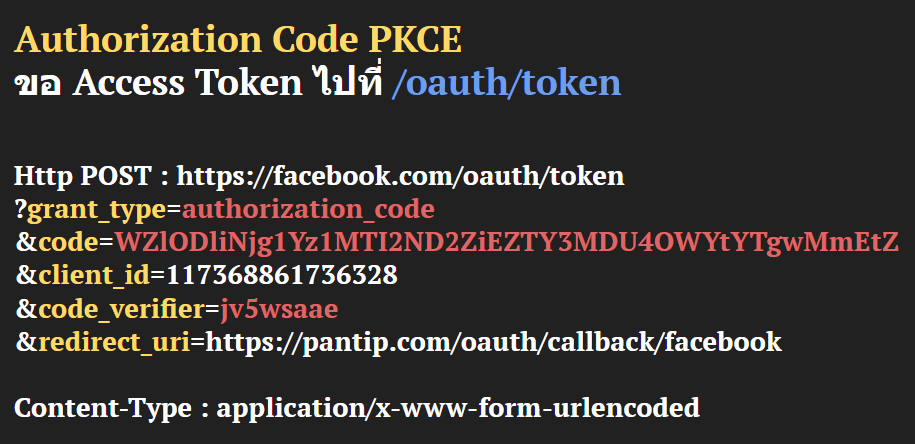 Authorization Code PKCE
ขอ Access Token ไปที่ /oauth/token
Http POST : https://facebook.com/oauth/token
?grant_type=authorization_code
&code=WZlODliNjg1Yz1MTI2ND2ZiEZTY3MDU4OWYtYTgwMmEtZ
&client_id=117368861736328
&code_verifier=jv5wsaae
&redirect_uri=https://pantip.com/oauth/callback/facebook
Content-Type : application/x-www-form-urlencoded